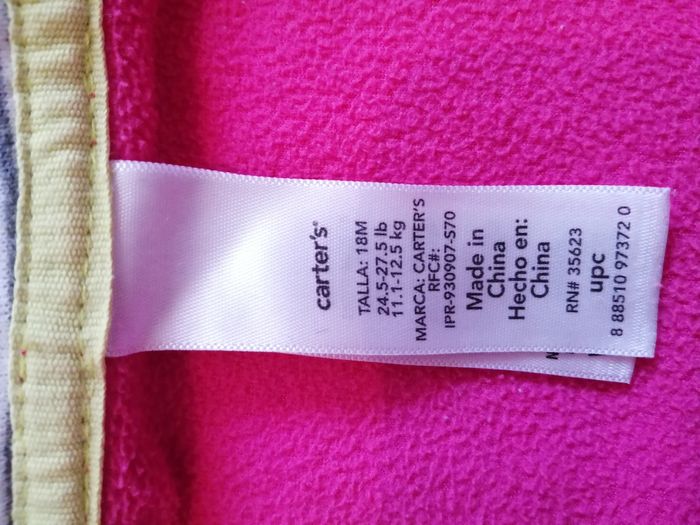 carter's
TALLA: 18M
24.5-27.5 lb
11.1-12.5 kg
MARCA: CARTER'S
RFC#:
IPR-930907-S70
Made in
China
Hecho en:
China
RN# 35623
upc
8 88510 97372 0